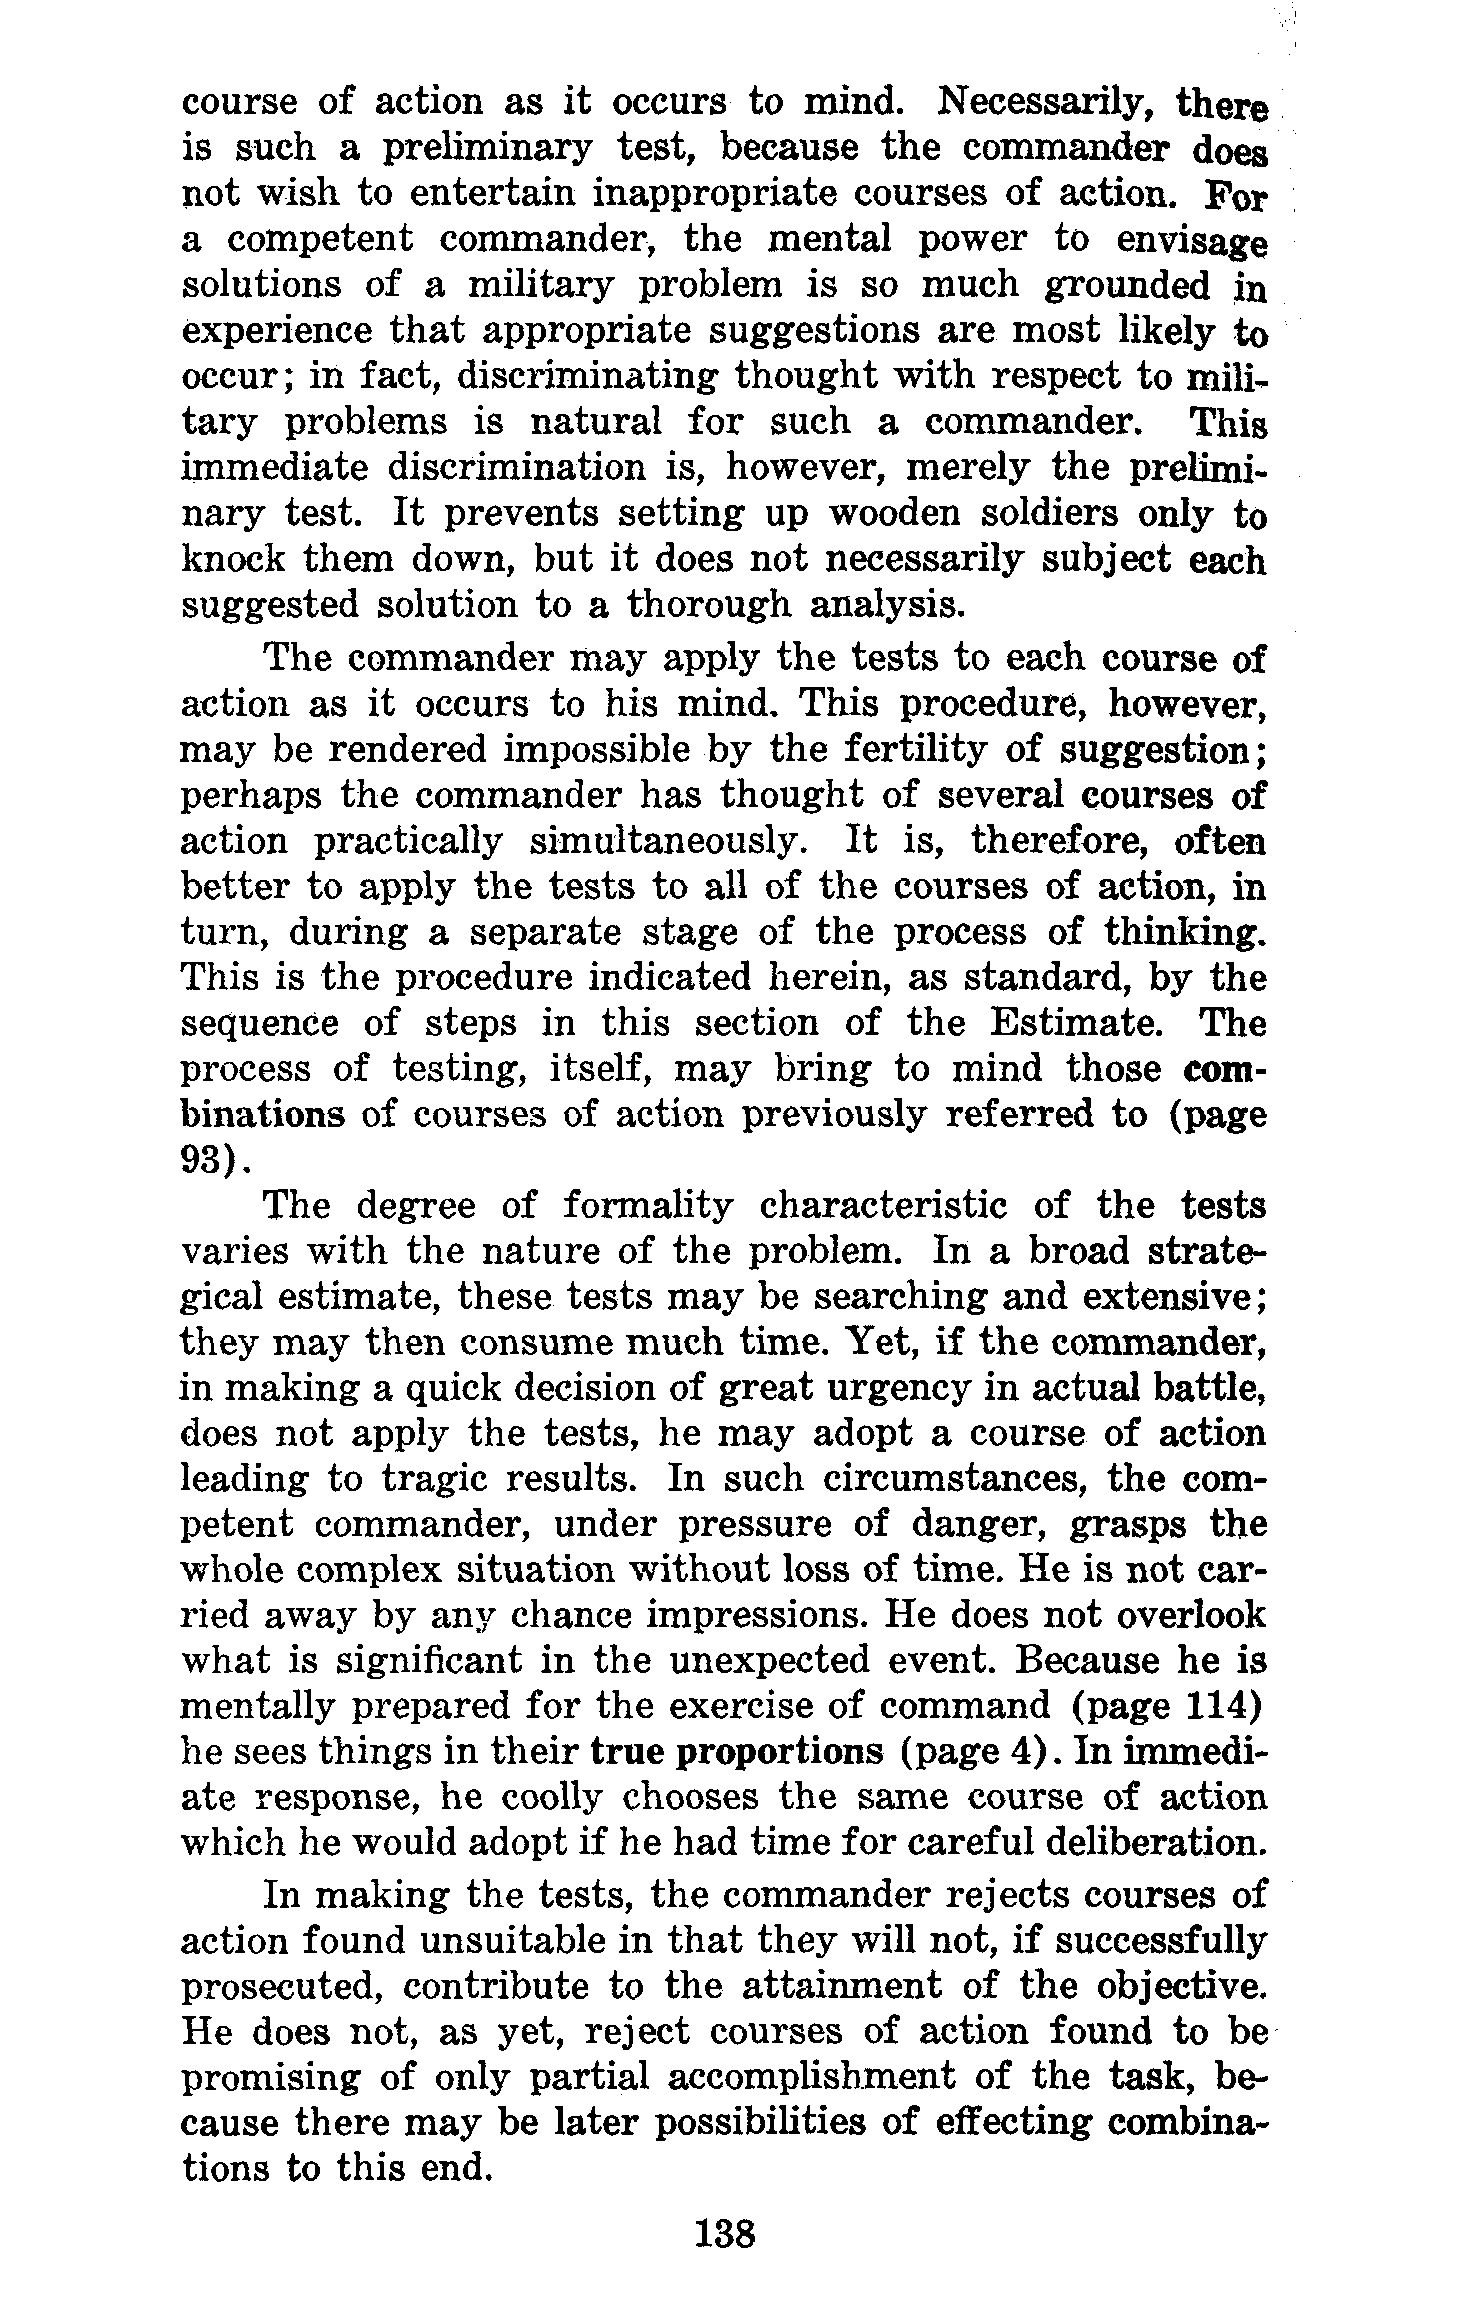 course of action as it occurs to mind. Necessarily, there
is such a preliminary test, because the commander does
not wish to entertain inappropriate courses of action. For
a competent commander, the mental power to envisage
solutions of a military problem is so much grounded in
experience that appropriate suggestions are most likely to
occur; in fact, discriminating thought with respect to mili-
tary problems is natural for such a commander. This
immediate discrimination is, however, merely the prelimi-
nary test. It prevents setting up wooden soldiers only to
knock them down, but it does not necessarily subject each
suggested solution to a thorough analysis.
The commander may apply the tests to each course of
action as it occurs to his mind. This procedure, however,
may be rendered impossible by the fertility of suggestion;
perhaps the commander has thought of several courses of
action practically simultaneously. It is, therefore, often
better to apply the tests to all of the courses of action, in
turn, during a separate stage of the process of thinking.
This is the procedure indicated herein, as standard, by the
sequence of steps in this section of the Estimate. The
process of testing, itself, may bring to mind those com-
binations of courses of action previously referred to (page
93).
The degree of formality characteristic of the tests
varies with the nature of the problem. In a broad strate-
gical estimate, these tests may be searching and extensive;
they may then consume much time. Yet, if the commander,
in making a quick decision of great urgency in actual battle,
does not apply the tests, he may adopt a course of action
leading to tragic results. In such circumstances, the com-
petent commander, under pressure of danger, grasps the
whole complex situation without loss of time. He is not car-
ried away by any chance impressions. He does not overlook
what is significant in the unexpected event. Because he is
mentally prepared for the exercise of command (page 114)
he sees things in their true proportions (page 4). In immedi-
ate response, he coolly chooses the same course of action
which he would adopt if he had time for careful deliberation.
In making the tests, the commander rejects courses of
action found unsuitable in that they will not, if successfully
prosecuted, contribute to the attainment of the objective.
He does not, as yet, reject courses of action found to be
promising of only partial accomplishment of the task, be-
cause there may be later possibilities of effecting combina-
tions to this end.
138